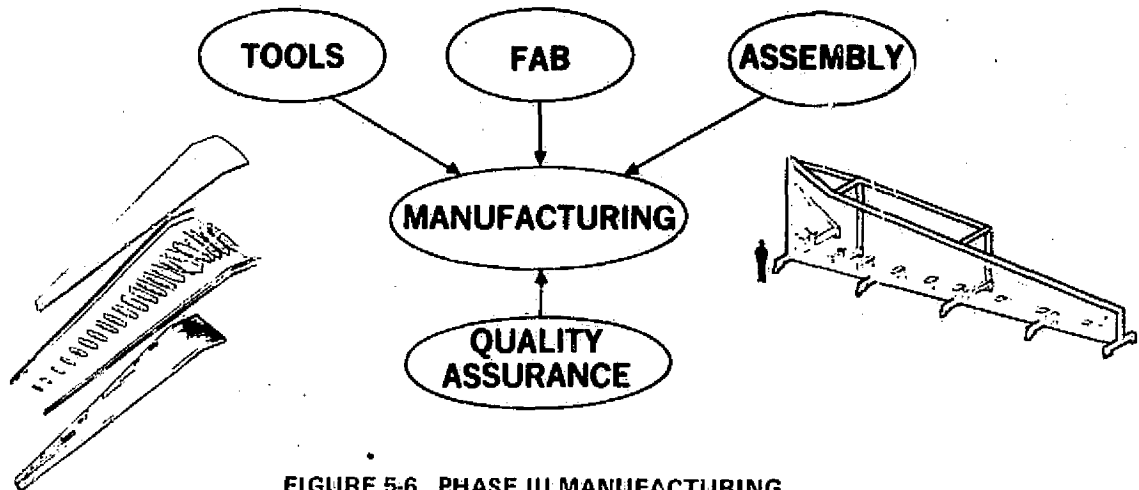 TOOLS
FAB
ASSEMBLY
MANUFACTURING
QUALITY
ASSURANCE
FIGURE 5-6 PHASE III MANUFACTURING